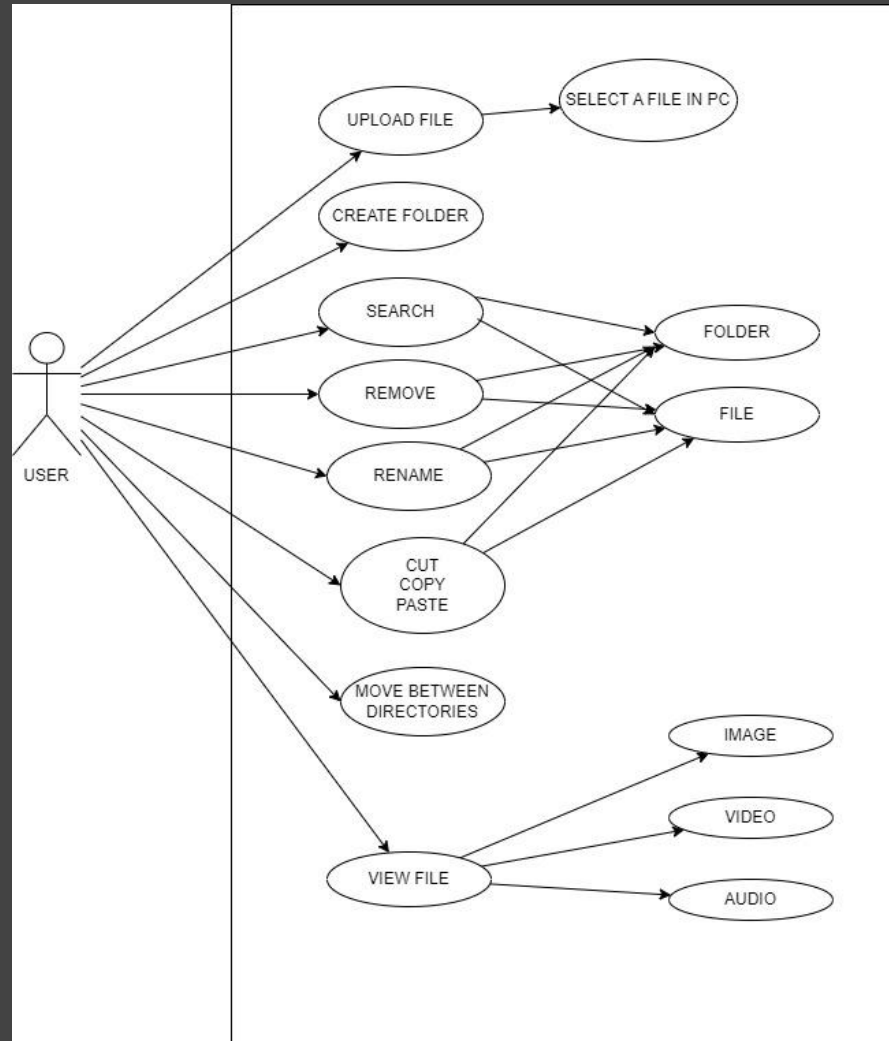 SELECT A FILE IN PC
UPLOAD FILE
CREATE FOLDER
SEARCH
FOLDER
REMOVE
FILE
USER
RENAME
CUT
COPY
PASTE
MOVE BETWEEN
DIRECTORIES
IMAGE
VIDEO
VIEW FILE
AUDIO